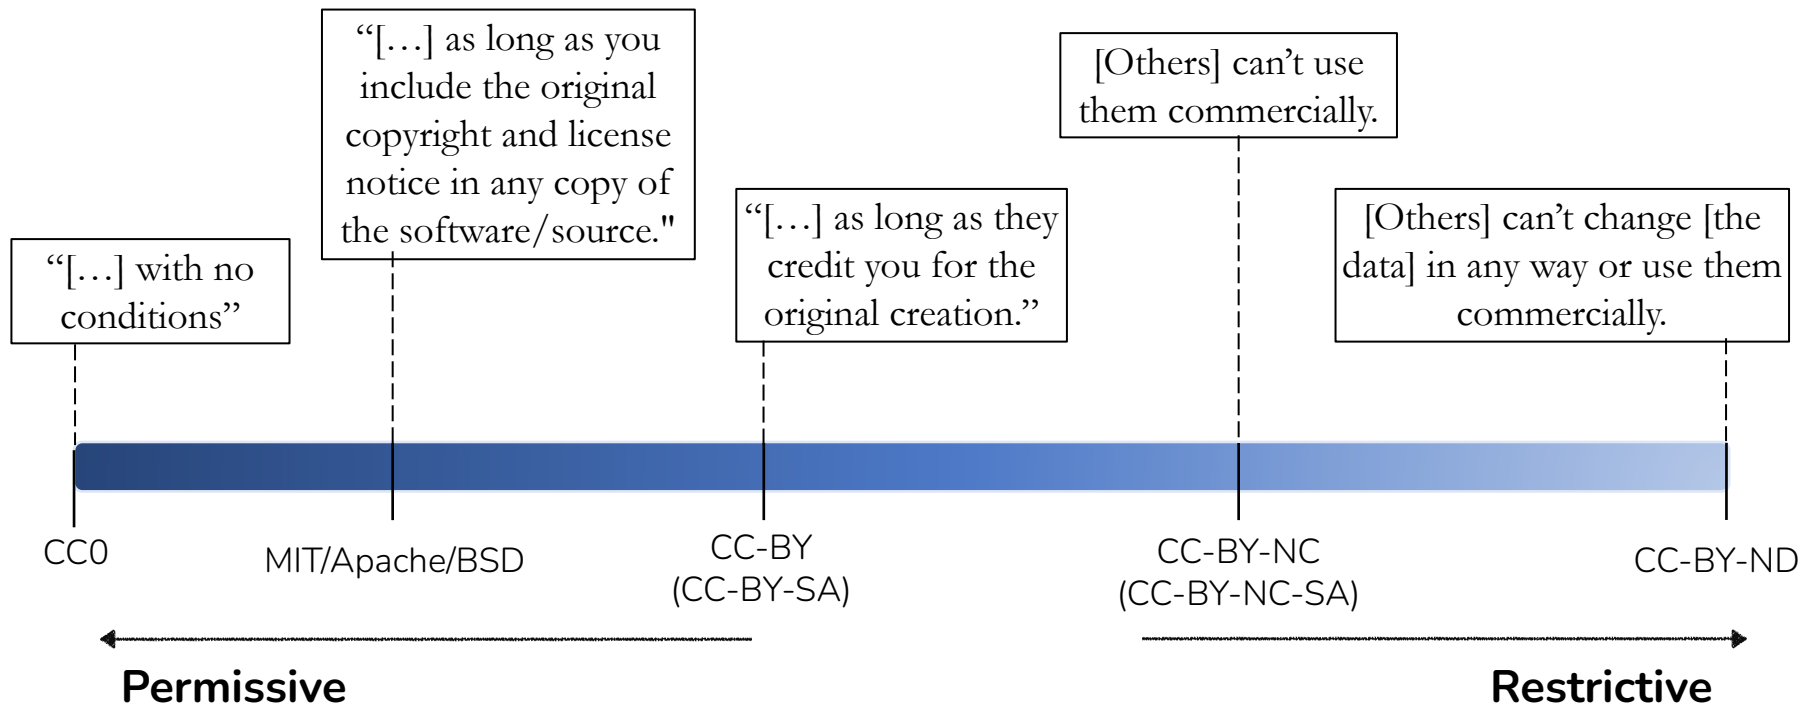 “[…] with no
conditions”
“[…] as long as you
include the original
copyright and license
notice in any copy of
the software/source."
“[…] as long as they
credit you for the
original creation.”
[Others] can’t use
them commercially.
[Others] can’t change [the
data] in any way or use them
commercially.
CC0
MIT/Apache/BSD
CC-BY
(CC-BY-SA)
CC-BY-NC
(CC-BY-NC-SA)
CC-BY-ND
Permissive
Restrictive